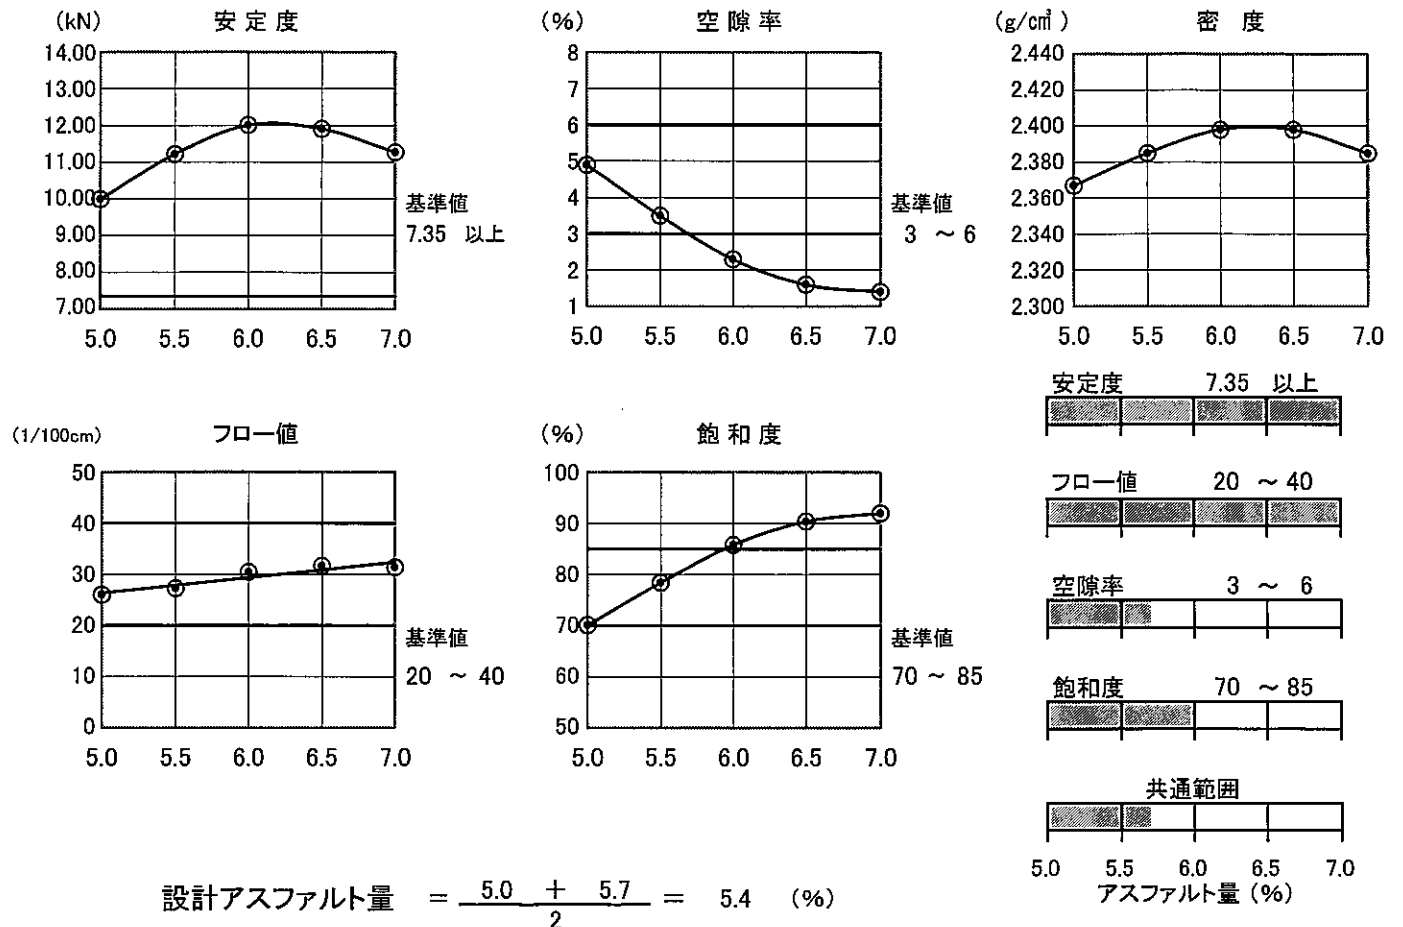 (kN) 安定度
14.00
13.00
12.00
11.00
10.00
9.00
8.00
7.00
基準値
7.35 以上
5.0 5.5 6.0 6.5 7.0
(%) 空隙率
8
7
6
5
4
3
2
1
基準値
3 ~ 6
5.0 5.5 6.0 6.5 7.0
(g/c㎥) 密度
2.440
2.420
2.400
2.380
2.360
2.340
2.320
2.300
5.0 5.5 6.0 6.5 7.0
(1/100cm) フロー値
50
40
30
20
10
0
基準値
20 ~ 40
5.0 5.5 6.0 6.5 7.0
(%) 飽和度
100
90
80
70
60
50
基準値
70 ~ 85
5.0 5.5 6.0 6.5 7.0
安定度 7.35 以上
フロー値 20 ~ 40
空隙率 3 ~ 6
飽和度 70 ~ 85
共通範囲
5.0 5.5 6.0 6.5 7.0
アスファルト量 (%)
設計アスファルト量 = 5.0 + 5.7 = 5.4 (%)
2